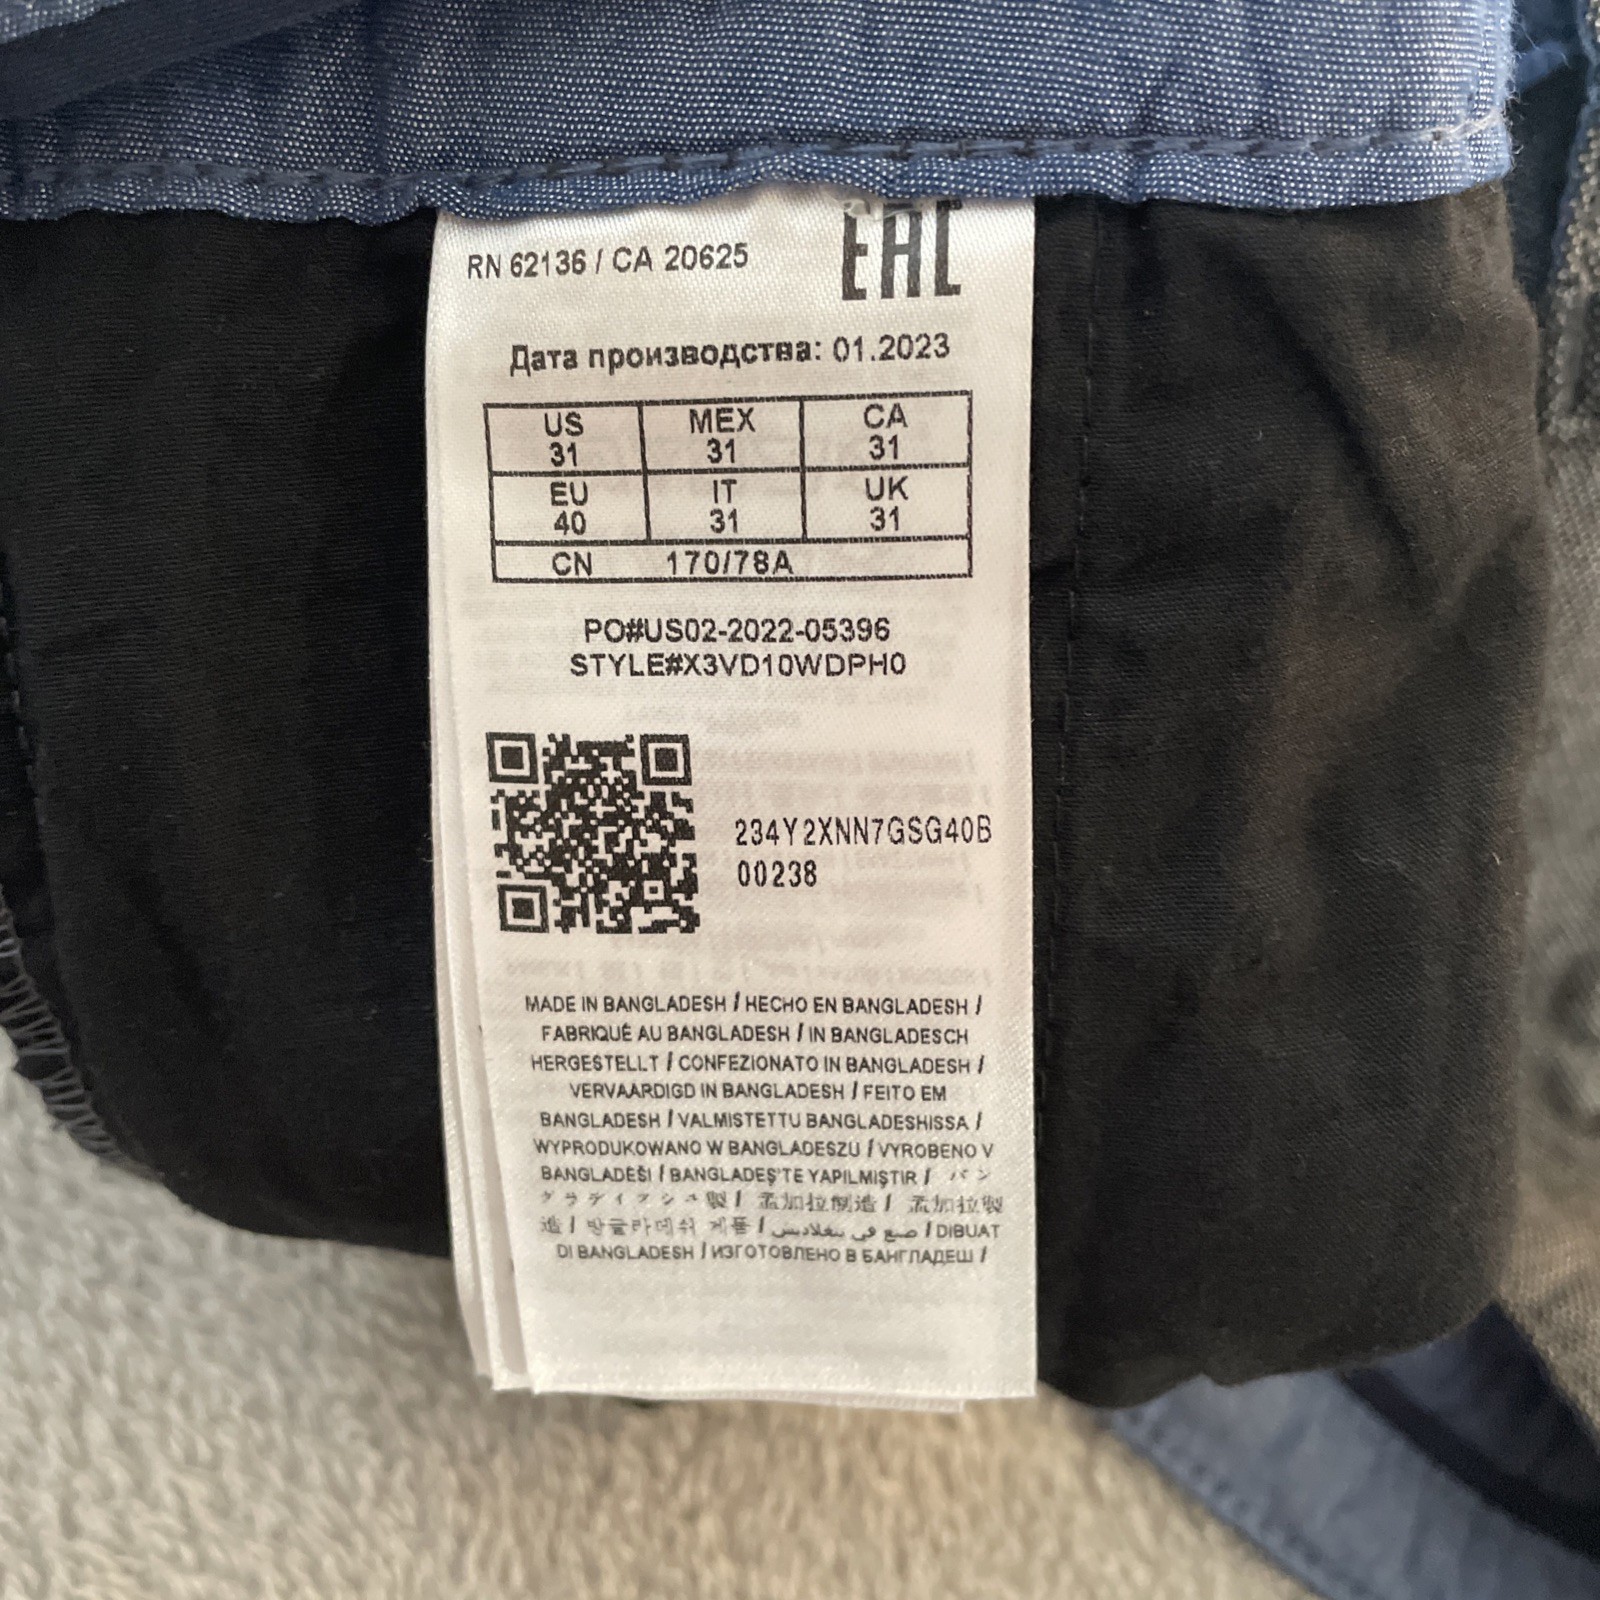 RN 62136 / CA 20625
EAC
Дата производства: 01.2023
US MEX CA
31 31 31
EU IT UK
40 31 31
CN 170/78A
PO#US02-2022-05396
STYLE#X3VD10WDPH0
234Y2XNN7GSG40B
00238
MADE IN BANGLADESH / HECHO EN BANGLADESH /
FABRIQUÉ AU BANGLADESH / IN BANGLADESCH
HERGESTELLT / CONFEZIONATO IN BANGLADESH /
VERVAARDIGD IN BANGLADESH / FEITO EM
BANGLADESH / VALMISTETTU BANGLADESHISSA /
WYPRODUKOWANO W BANGLADESZU / VYROBENO V
BANGLADÉŠI / BANGLADEŞ'TE YAPILMIŞTIR / バン
グラディッシュ製 / 孟加拉制造 / 孟加拉製
造 / 방글라데쉬 제품 / صنع في بنغلاديش / DIBUAT
DI BANGLADESH / ИЗГОТОВЛЕНО В БАНГЛАДЕШ /